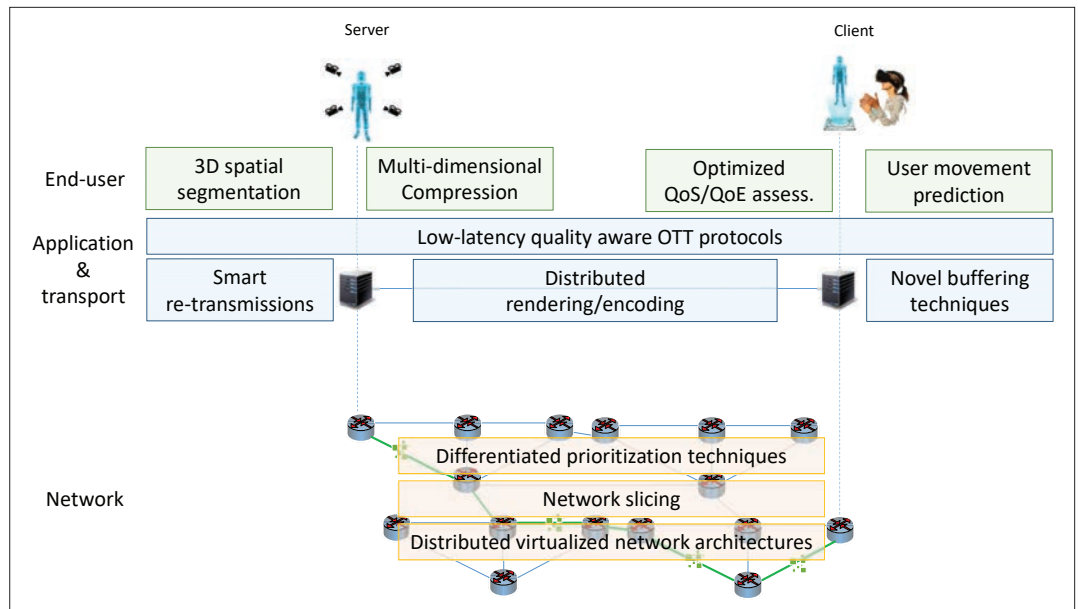 Server
Client
End-user
3D spatial
segmentation
Multi-dimensional
Compression
Optimized
QoS/QoE assess.
User movement
prediction
Application
&
transport
Low-latency quality aware OTT protocols
Smart
re-transmissions
Distributed
rendering/encoding
Novel buffering
techniques
Network
Differentiated prioritization techniques
Network slicing
Distributed virtualized network architectures